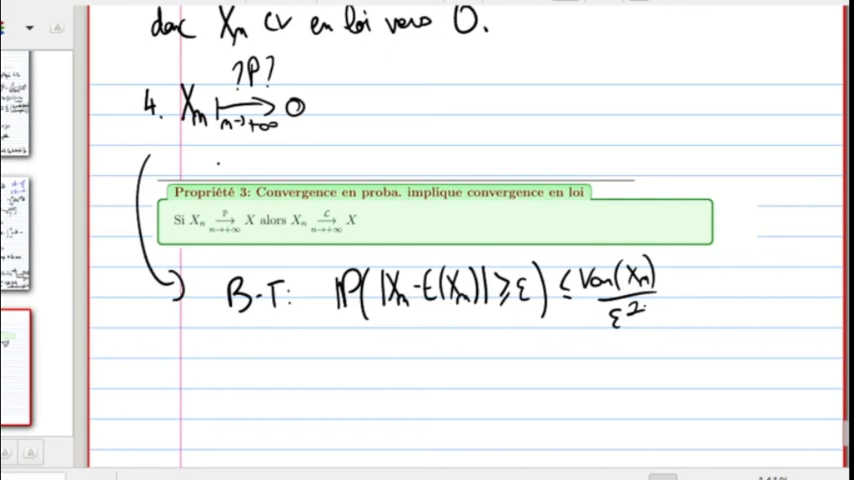 donc Xn CV en loi vers 0.
?P?
4. Xn ⟼ 0
n→+∞
Propriété 3: Convergence en proba. implique convergence en loi
Si Xn →(P, n→+∞) X alors Xn →(L, n→+∞) X
B-T: P(|Xn - E(Xn)| ⩾ ε) ≤ Var(Xn)/ε²